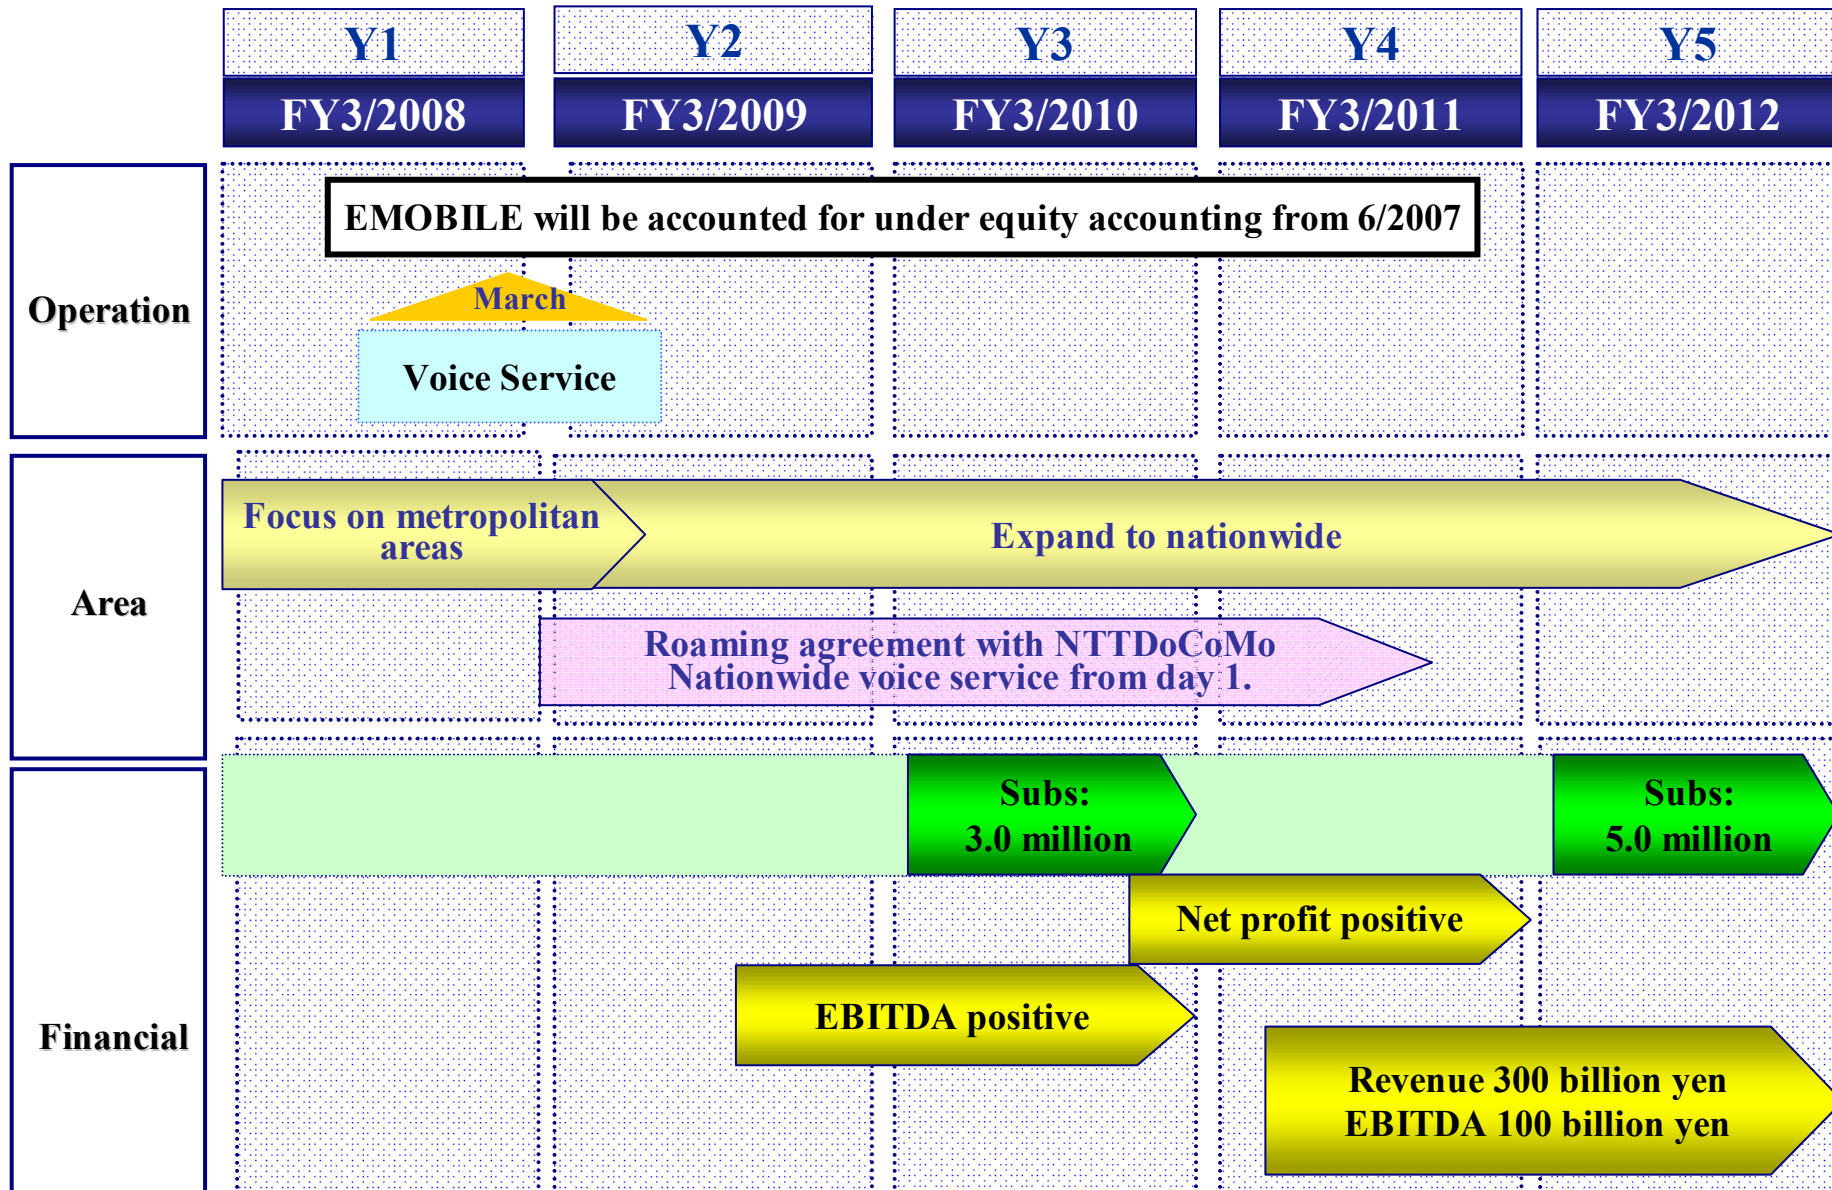 Y1
Y2
Y3
Y4
Y5
FY3/2008
FY3/2009
FY3/2010
FY3/2011
FY3/2012
Operation
EMOBILE will be accounted for under equity accounting from 6/2007
March
Voice Service
Area
Focus on metropolitan
areas
Expand to nationwide
Roaming agreement with NTTDoCoMo
Nationwide voice service from day 1.
Financial
Subs:
3.0 million
Subs:
5.0 million
Net profit positive
EBITDA positive
Revenue 300 billion yen
EBITDA 100 billion yen